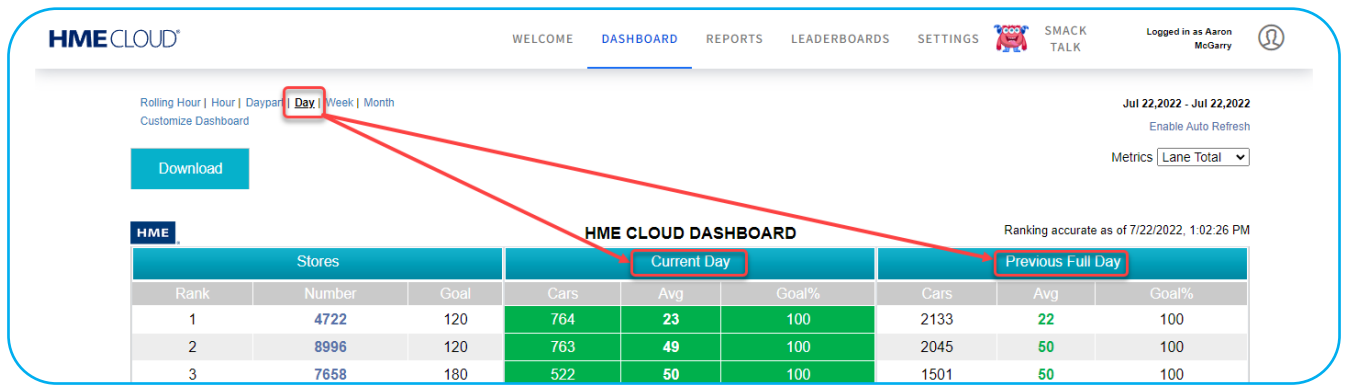 HME CLOUD®
WELCOME DASHBOARD REPORTS LEADERBOARDS SETTINGS SMACK TALK Logged in as Aaron McGarry
Rolling Hour | Hour | Daypart | Day | Week | Month
Jul 22,2022 - Jul 22,2022
Customize Dashboard
Enable Auto Refresh
Download
Metrics Lane Total
HME
HME CLOUD DASHBOARD
Ranking accurate as of 7/22/2022, 1:02:26 PM
Stores Current Day Previous Full Day
Rank Number Goal Cars Avg Goal% Cars Avg Goal%
1 4722 120 764 23 100 2133 22 100
2 8996 120 763 49 100 2045 50 100
3 7658 180 522 50 100 1501 50 100